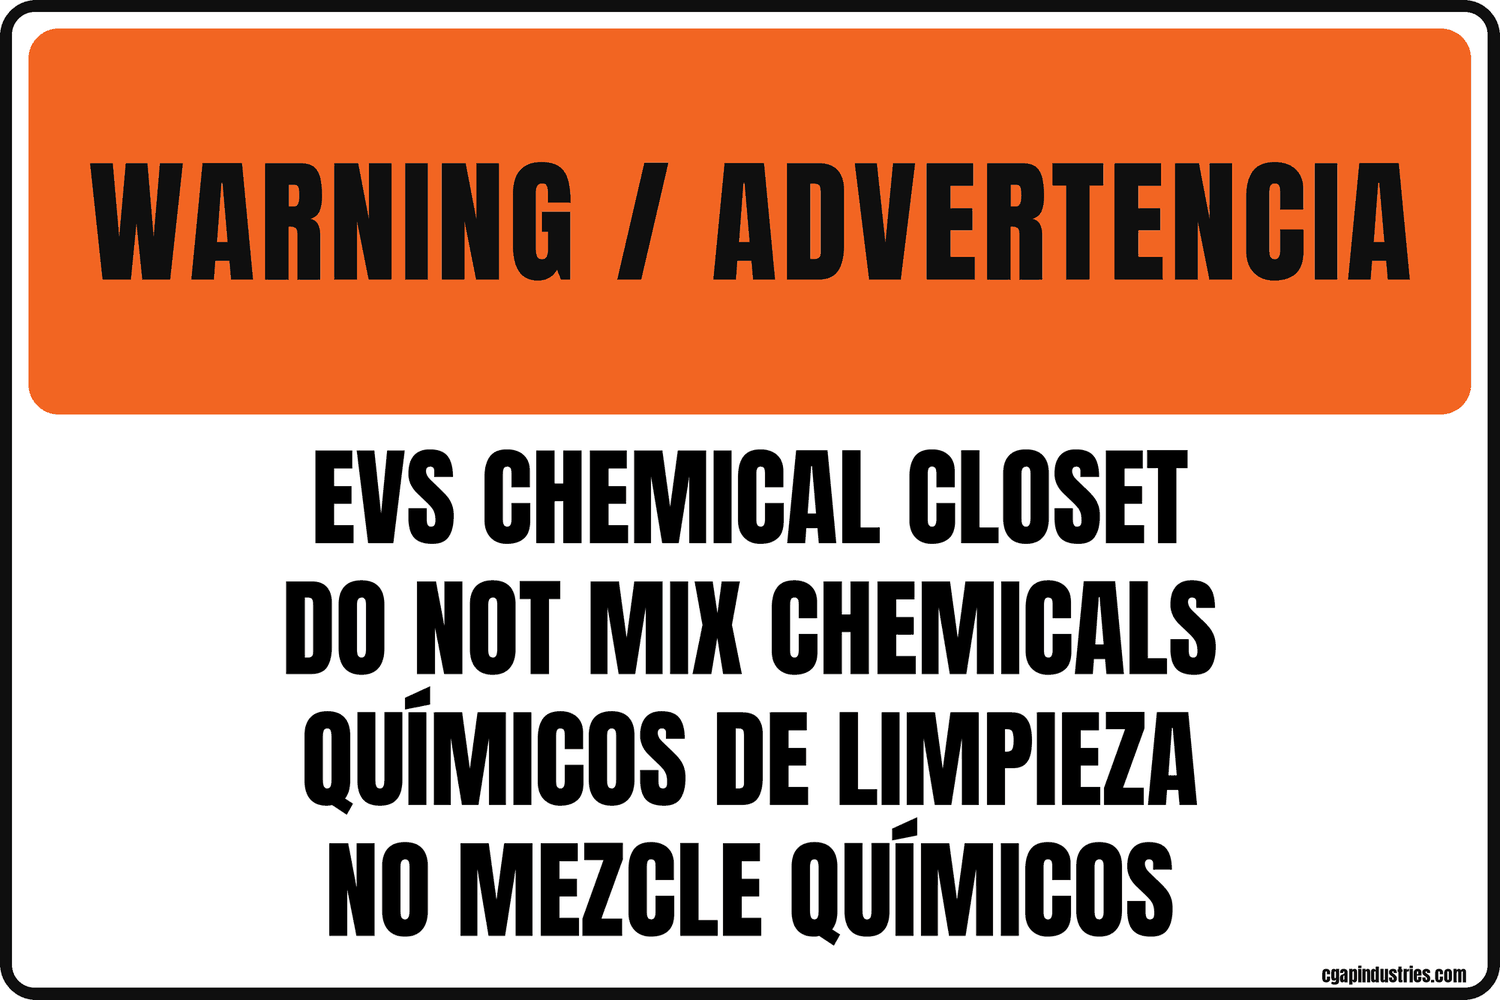 WARNING / ADVERTENCIA
EVS CHEMICAL CLOSET
DO NOT MIX CHEMICALS
QUÍMICOS DE LIMPIEZA
NO MEZCLE QUÍMICOS
cgapindustries.com